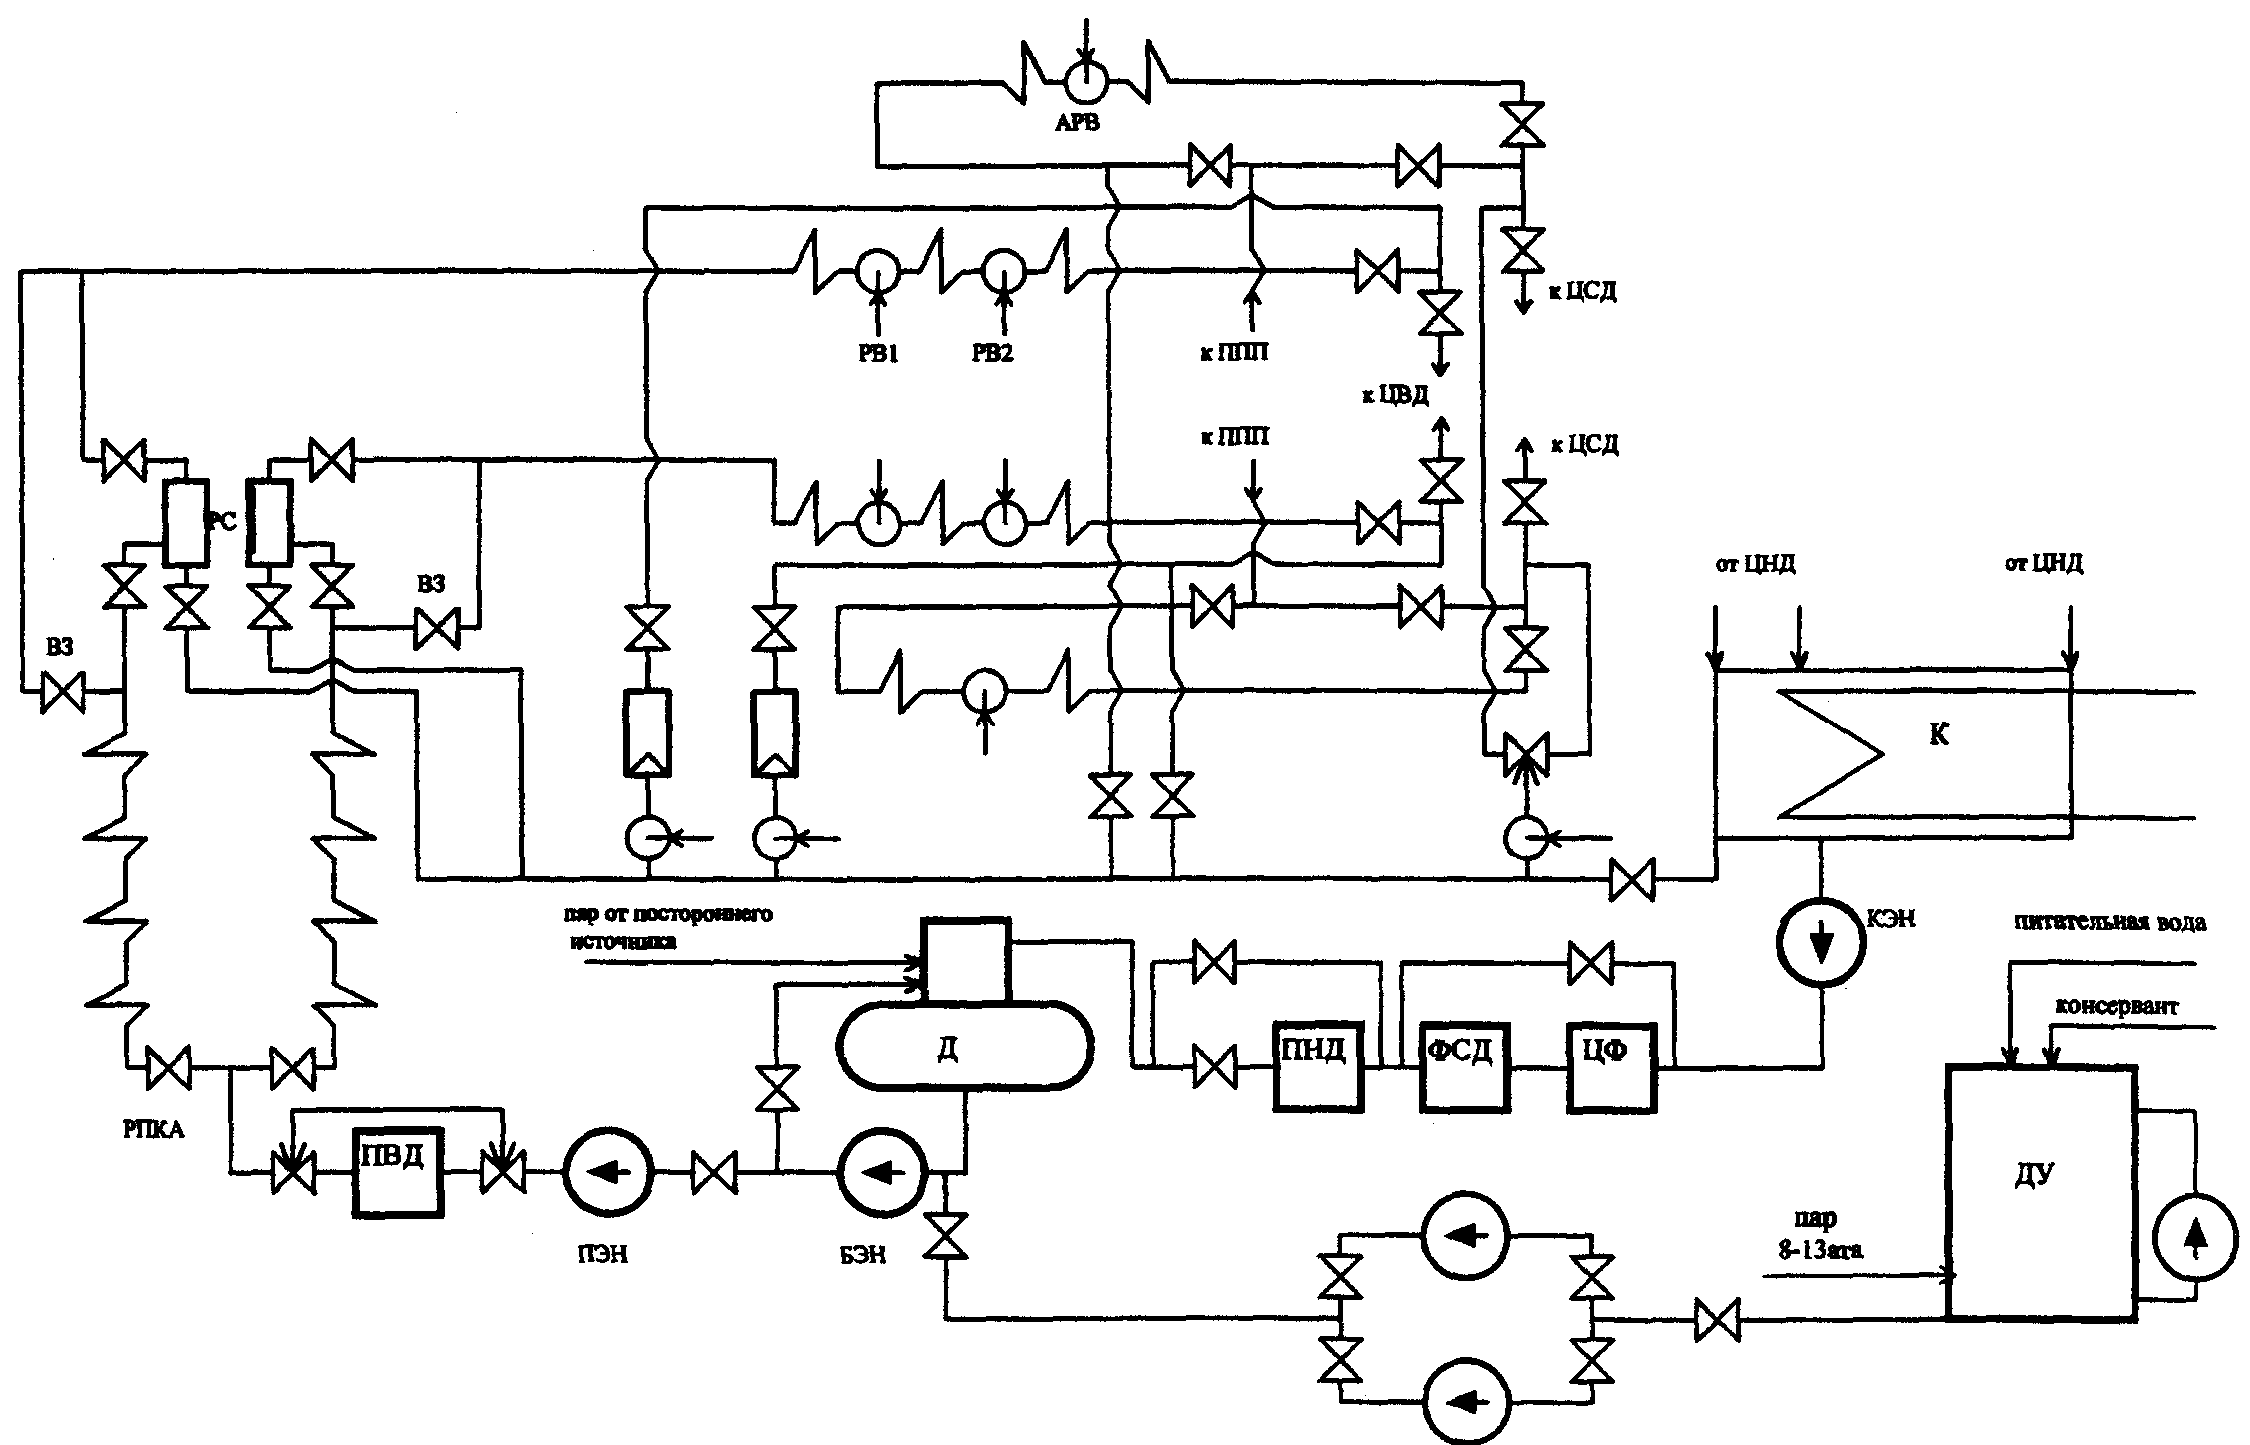 АРВ
к ЦСД
РВ1
РВ2
к ППП
к ЦВД
к ППП
к ЦСД
РС
от ЦНД
от ЦНД
ВЗ
ВЗ
К
пар от постороннего
источника
КЭН
питательная вода
консервант
Д
ПНД
ФСД
ЦФ
РПКА
ПВД
ДУ
пар
8-13ата
ПЭН
БЭН